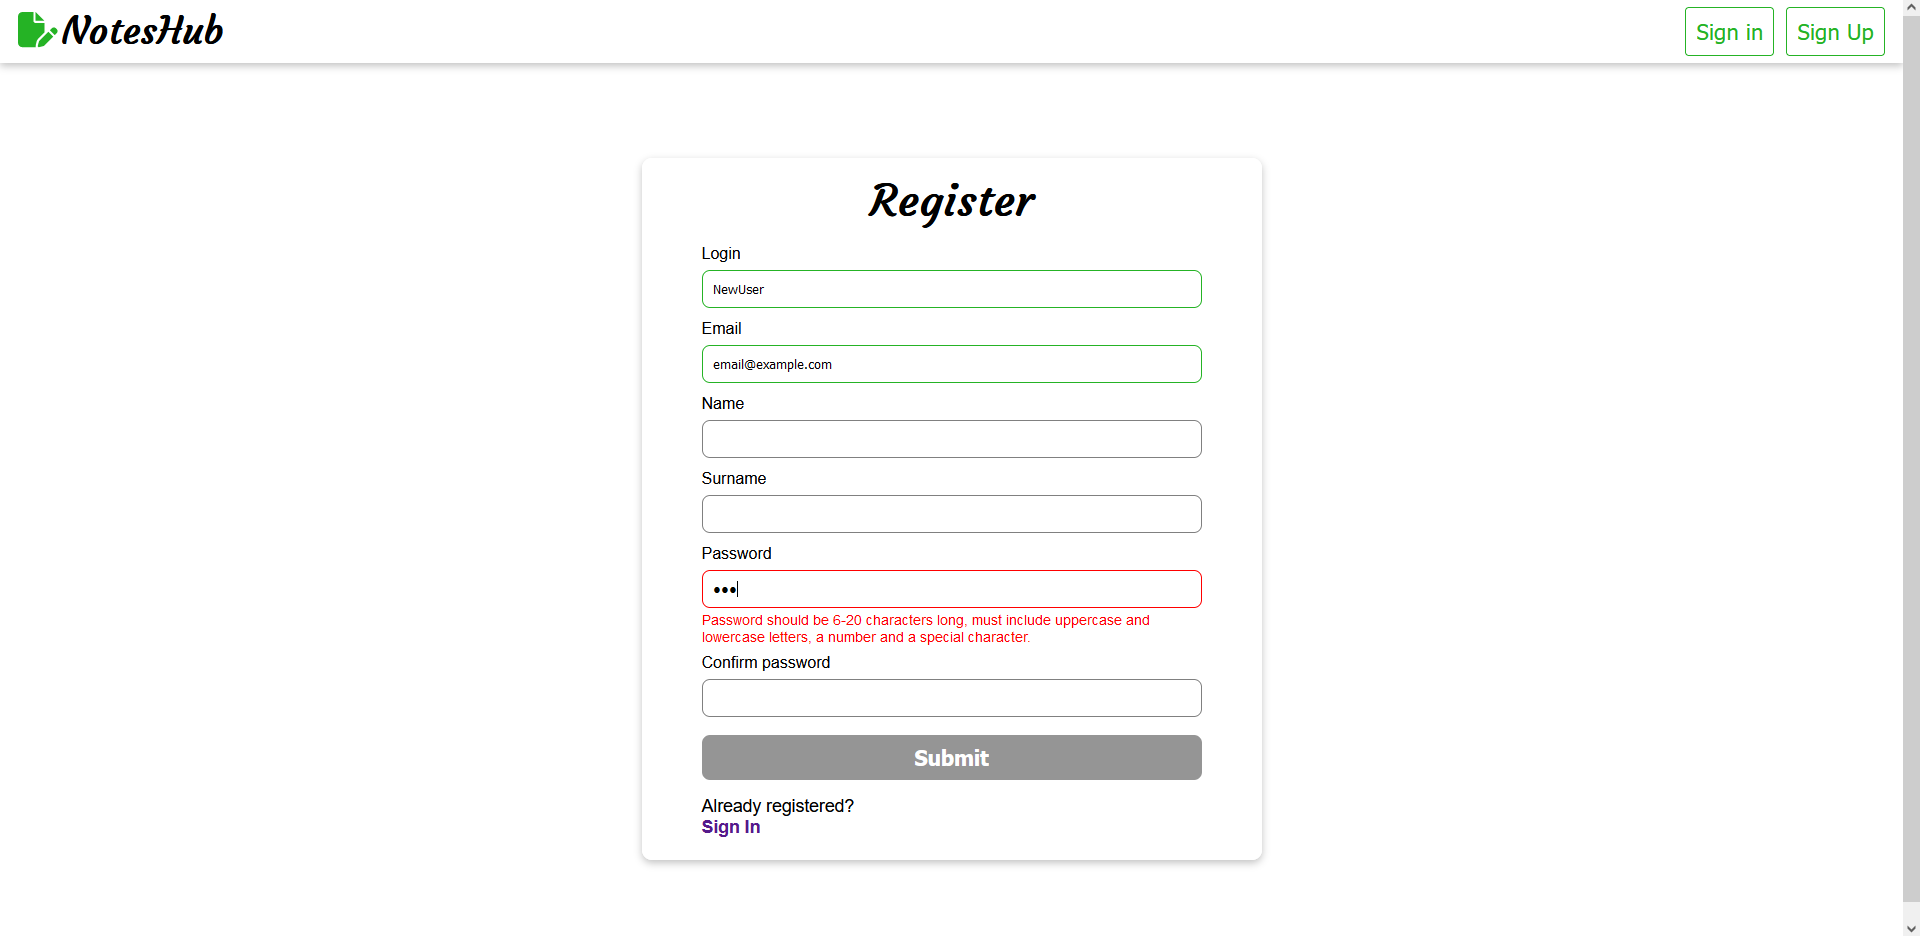 NotesHub
Sign in
Sign Up
Register
Login
NewUser
Email
email@example.com
Name
Surname
Password
•••
Password should be 6-20 characters long, must include uppercase and
lowercase letters, a number and a special character.
Confirm password
Submit
Already registered?
Sign In